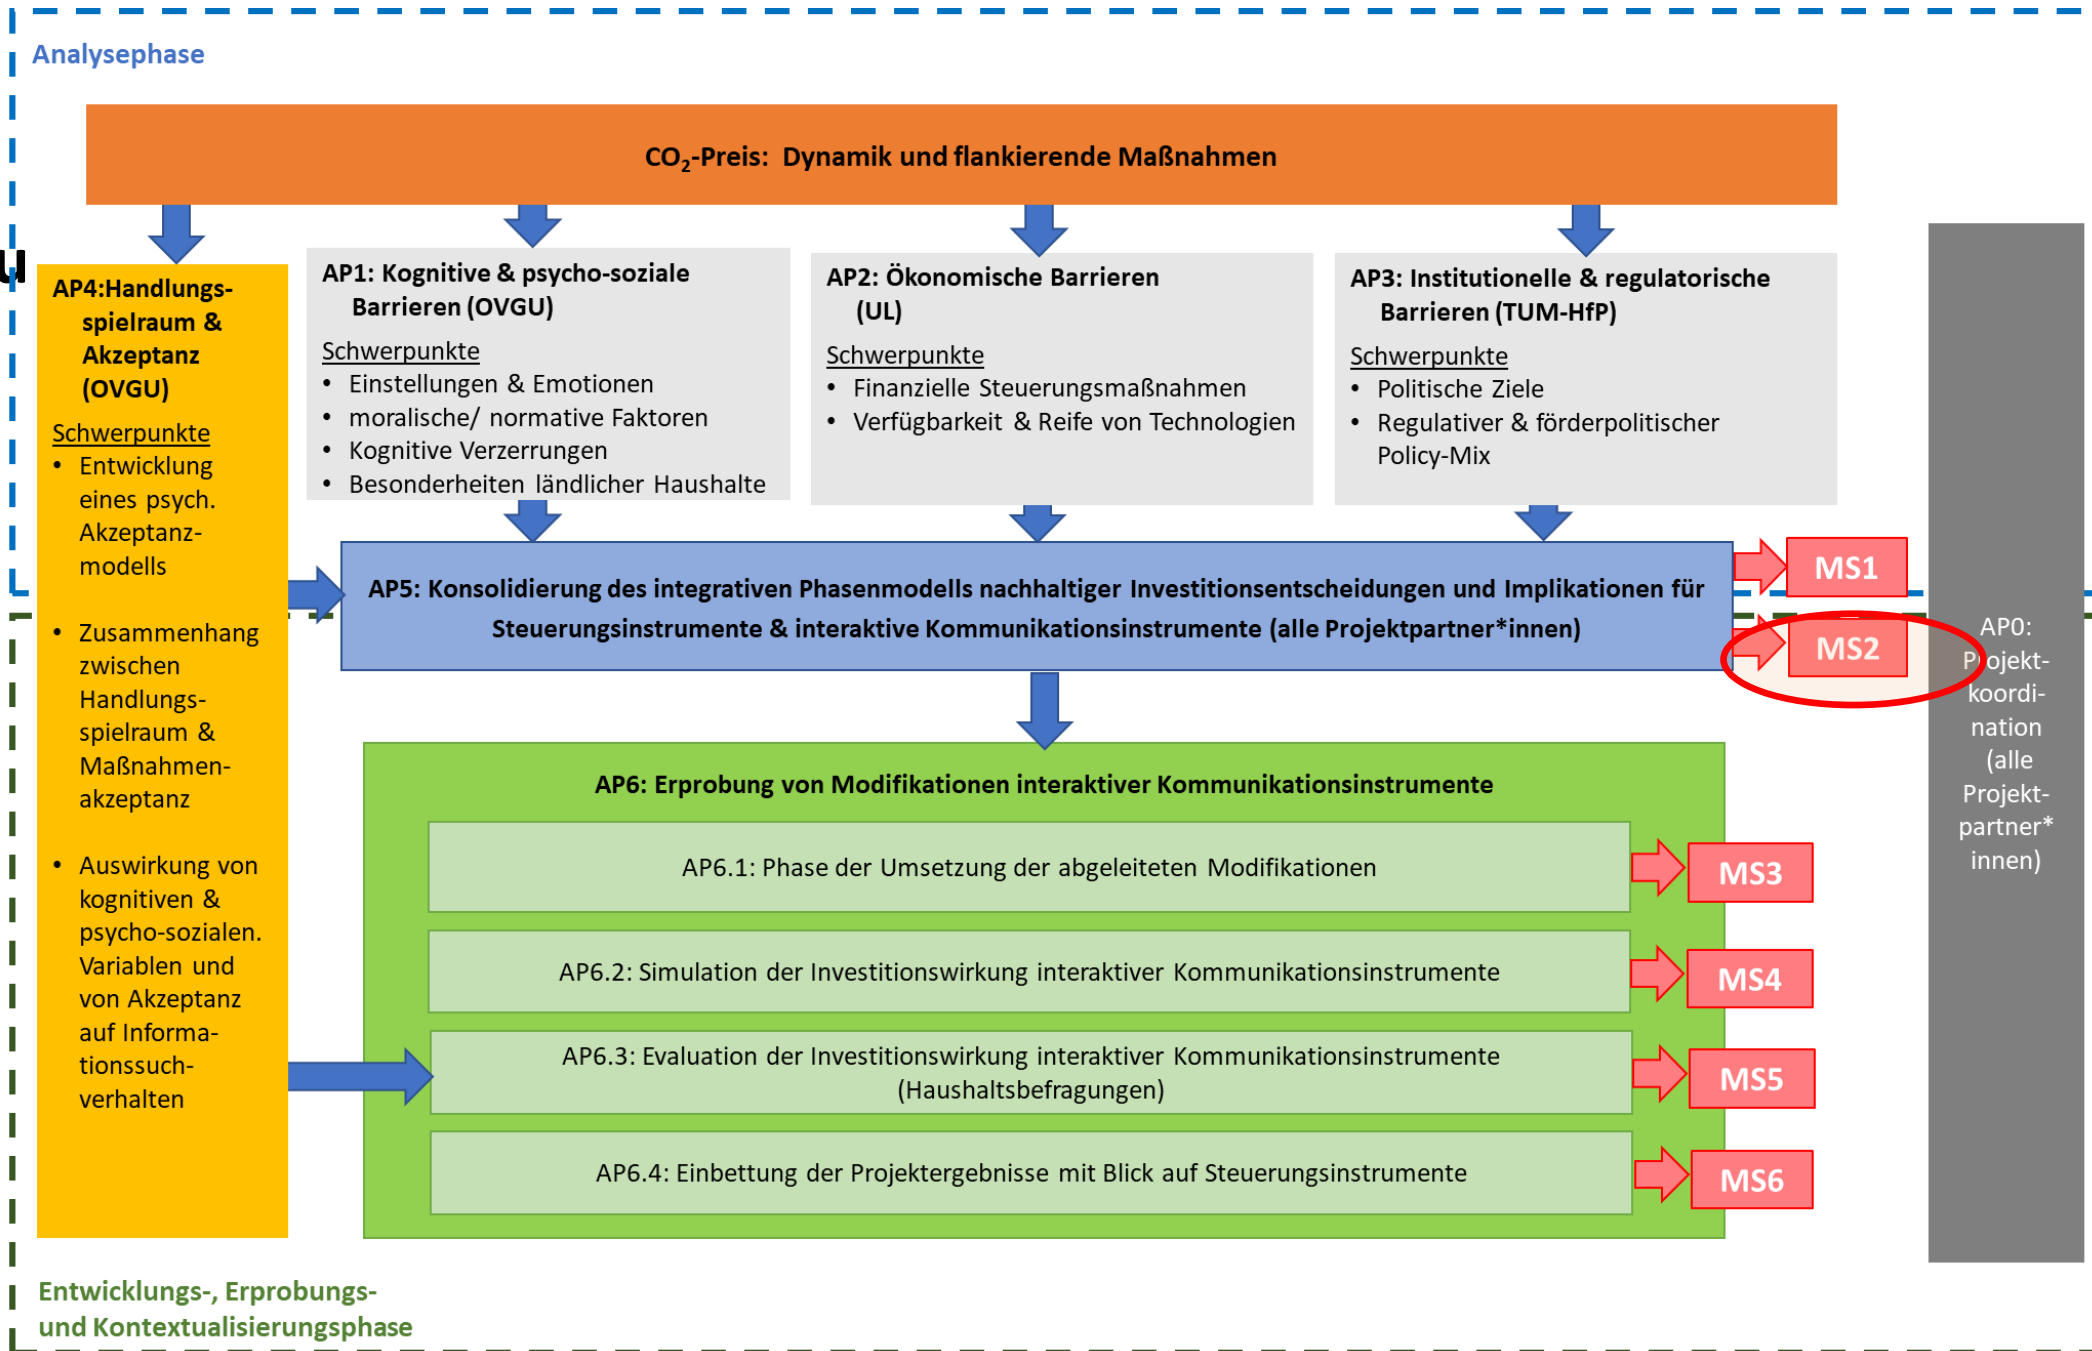 Analysephase
CO₂-Preis: Dynamik und flankierende Maßnahmen
u
AP4:Handlungs-
spielraum &
Akzeptanz
(OVGU)
Schwerpunkte
• Entwicklung
eines psych.
Akzeptanz-
modells
• Zusammenhang
zwischen
Handlungs-
spielraum &
Maßnahmen-
akzeptanz
• Auswirkung von
kognitiven &
psycho-sozialen.
Variablen und
von Akzeptanz
auf Informa-
tionssuch-
verhalten
AP1: Kognitive & psycho-soziale
Barrieren (OVGU)
Schwerpunkte
• Einstellungen & Emotionen
• moralische/ normative Faktoren
• Kognitive Verzerrungen
• Besonderheiten ländlicher Haushalte
AP2: Ökonomische Barrieren
(UL)
Schwerpunkte
• Finanzielle Steuerungsmaßnahmen
• Verfügbarkeit & Reife von Technologien
AP3: Institutionelle & regulatorische
Barrieren (TUM-HfP)
Schwerpunkte
• Politische Ziele
• Regulativer & förderpolitischer
Policy-Mix
AP5: Konsolidierung des integrativen Phasenmodells nachhaltiger Investitionsentscheidungen und Implikationen für
Steuerungsinstrumente & interaktive Kommunikationsinstrumente (alle Projektpartner*innen)
MS1
MS2
AP0:
Projekt-
koordi-
nation
(alle
Projekt-
partner*
innen)
AP6: Erprobung von Modifikationen interaktiver Kommunikationsinstrumente
AP6.1: Phase der Umsetzung der abgeleiteten Modifikationen
MS3
AP6.2: Simulation der Investitionswirkung interaktiver Kommunikationsinstrumente
MS4
AP6.3: Evaluation der Investitionswirkung interaktiver Kommunikationsinstrumente
(Haushaltsbefragungen)
MS5
AP6.4: Einbettung der Projektergebnisse mit Blick auf Steuerungsinstrumente
MS6
Entwicklungs-, Erprobungs-
und Kontextualisierungsphase